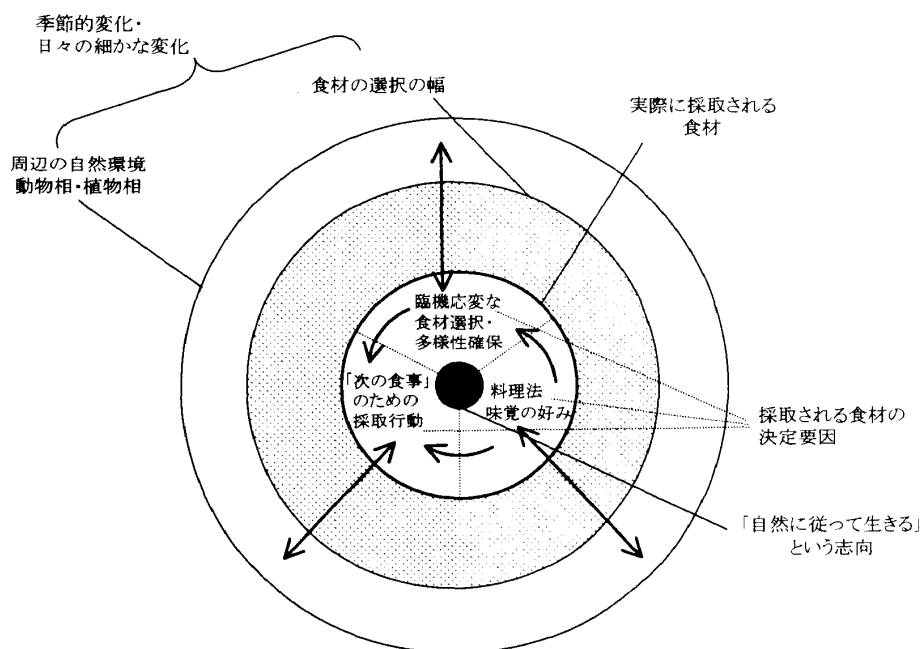 季節的変化・
日々の細かな変化
食材の選択の幅
実際に採取される
食材
周辺の自然環境
動物相・植物相
臨機応変な
食材選択・
多様性確保
「次の食事」
のための
採取行動
料理法
味覚の好み
採取される食材の
決定要因
「自然に従って生きる」
という志向